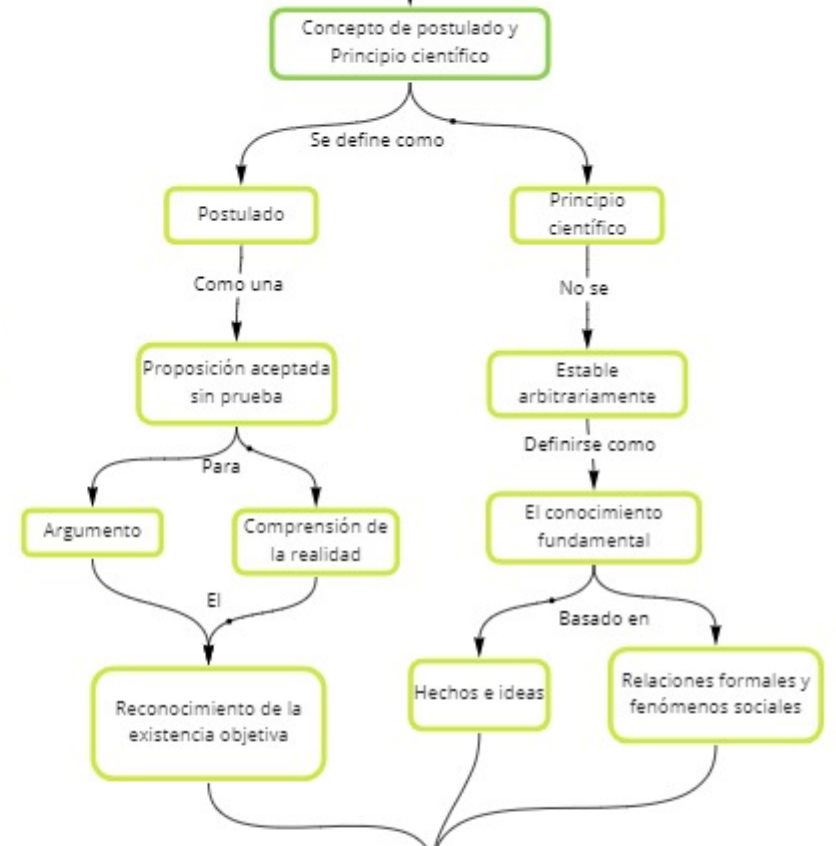 Concepto de postulado y
Principio científico
Se define como
Postulado
Principio
científico
Como una
No se
Proposición aceptada
sin prueba
Estable
arbitrariamente
Definirse como
Para
Argumento
Comprensión de
la realidad
El conocimiento
fundamental
El
Basado en
Reconocimiento de la
existencia objetiva
Hechos e ideas
Relaciones formales y
fenómenos sociales